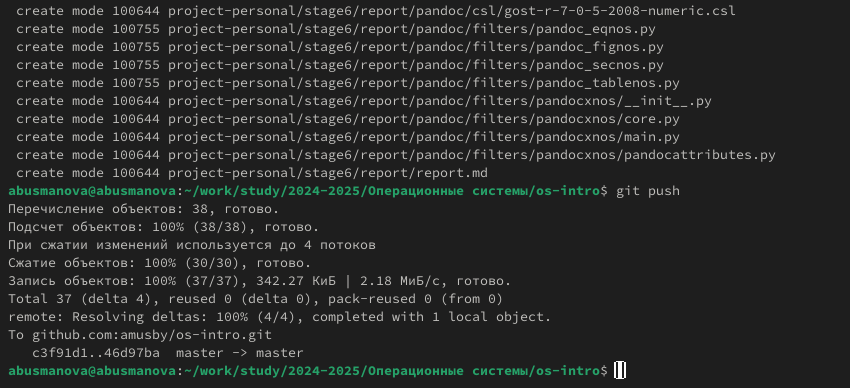 create mode 100644 project-personal/stage6/report/pandoc/csl/gost-r-7-0-5-2008-numeric.csl
create mode 100755 project-personal/stage6/report/pandoc/filters/pandoc_eqnos.py
create mode 100755 project-personal/stage6/report/pandoc/filters/pandoc_fignos.py
create mode 100755 project-personal/stage6/report/pandoc/filters/pandoc_secnos.py
create mode 100755 project-personal/stage6/report/pandoc/filters/pandoc_tablenos.py
create mode 100644 project-personal/stage6/report/pandoc/filters/pandocxnos/__init__.py
create mode 100644 project-personal/stage6/report/pandoc/filters/pandocxnos/core.py
create mode 100644 project-personal/stage6/report/pandoc/filters/pandocxnos/main.py
create mode 100644 project-personal/stage6/report/pandoc/filters/pandocxnos/pandocattributes.py
create mode 100644 project-personal/stage6/report/report.md
abusmanova@abusmanova:~/work/study/2024-2025/Операционные системы/os-intro$ git push
Перечисление объектов: 38, готово.
Подсчет объектов: 100% (38/38), готово.
При сжатии изменений используется до 4 потоков
Сжатие объектов: 100% (30/30), готово.
Запись объектов: 100% (37/37), 342.27 КиБ | 2.18 МиБ/с, готово.
Total 37 (delta 4), reused 0 (delta 0), pack-reused 0 (from 0)
remote: Resolving deltas: 100% (4/4), completed with 1 local object.
To github.com:amusby/os-intro.git
c3f91d1..46d97ba  master -> master
abusmanova@abusmanova:~/work/study/2024-2025/Операционные системы/os-intro$